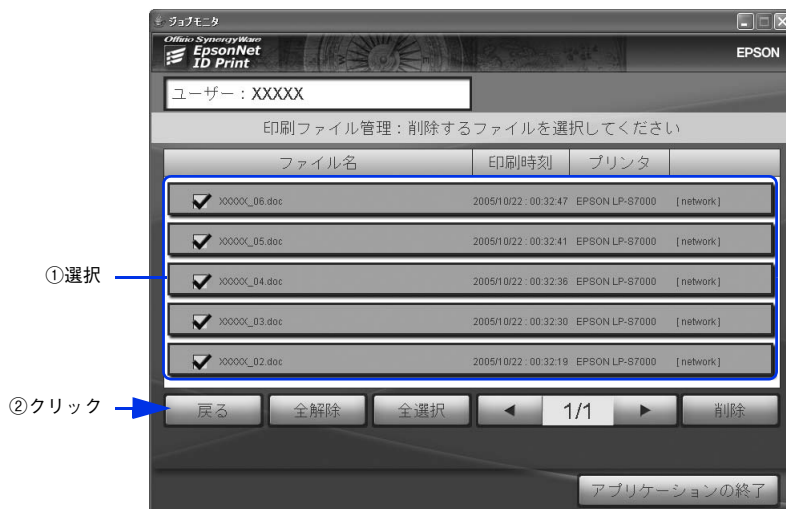 ジョブモニタ
Offirio SynergyWare
EpsonNet
ID Print
EPSON
ユーザー：XXXXX
印刷ファイル管理：削除するファイルを選択してください
ファイル名 印刷時刻 プリンタ
XXXXX_06.doc 2005/10/22 : 00:32:47 EPSON LP-S7000 [network]
XXXXX_05.doc 2005/10/22 : 00:32:41 EPSON LP-S7000 [network]
①選択
XXXXX_04.doc 2005/10/22 : 00:32:36 EPSON LP-S7000 [network]
XXXXX_03.doc 2005/10/22 : 00:32:30 EPSON LP-S7000 [network]
XXXXX_02.doc 2005/10/22 : 00:32:19 EPSON LP-S7000 [network]
②クリック
戻る 全解除 全選択 ◀ 1/1 ▶ 削除
アプリケーションの終了